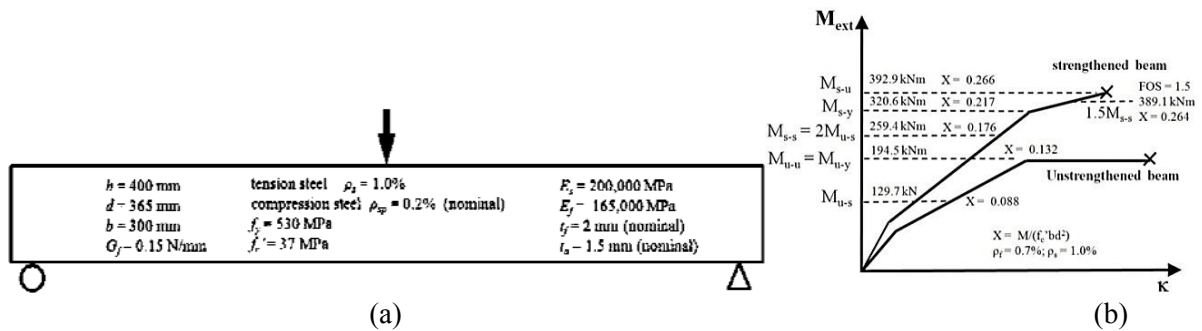 h = 400 mm
d = 365 mm
b = 300 mm
G_f = 0.15 N/mm
tension steel ρ_s = 1.0%
compression steel ρ_sp = 0.2% (nominal)
f_y = 530 MPa
f_c' = 37 MPa
E_s = 200,000 MPa
E_f = 165,000 MPa
t_f = 2 mm (nominal)
t_a = 1.5 mm (nominal)
(a)
M_ext
strengthened beam
M_s-u 392.9 kNm X = 0.266
FOS = 1.5
M_s-y 320.6 kNm X = 0.217
389.1 kNm
1.5M_s-s X = 0.264
M_s-s = 2M_u-s 259.4 kNm X = 0.176
M_u-u = M_u-y 194.5 kNm X = 0.132
Unstrengthened beam
M_u-s 129.7 kN X = 0.088
X = M/(f_c'bd²)
ρ_f = 0.7%; ρ_s = 1.0%
κ
(b)